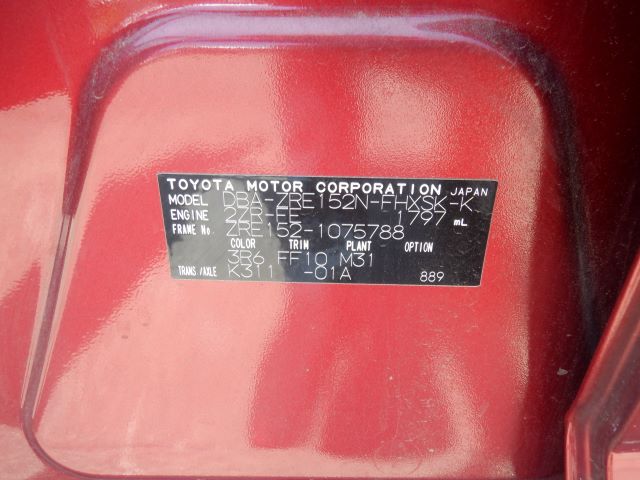 TOYOTA MOTOR CORPORATION JAPAN
MODEL DBA-ZRE152N-FHXSK-K
ENGINE 2ZR-FE 1797 mL
FRAME No. ZRE152-1075788
COLOR TRIM PLANT OPTION
3R6 FF10 M31
TRANS/AXLE K311 -01A 889